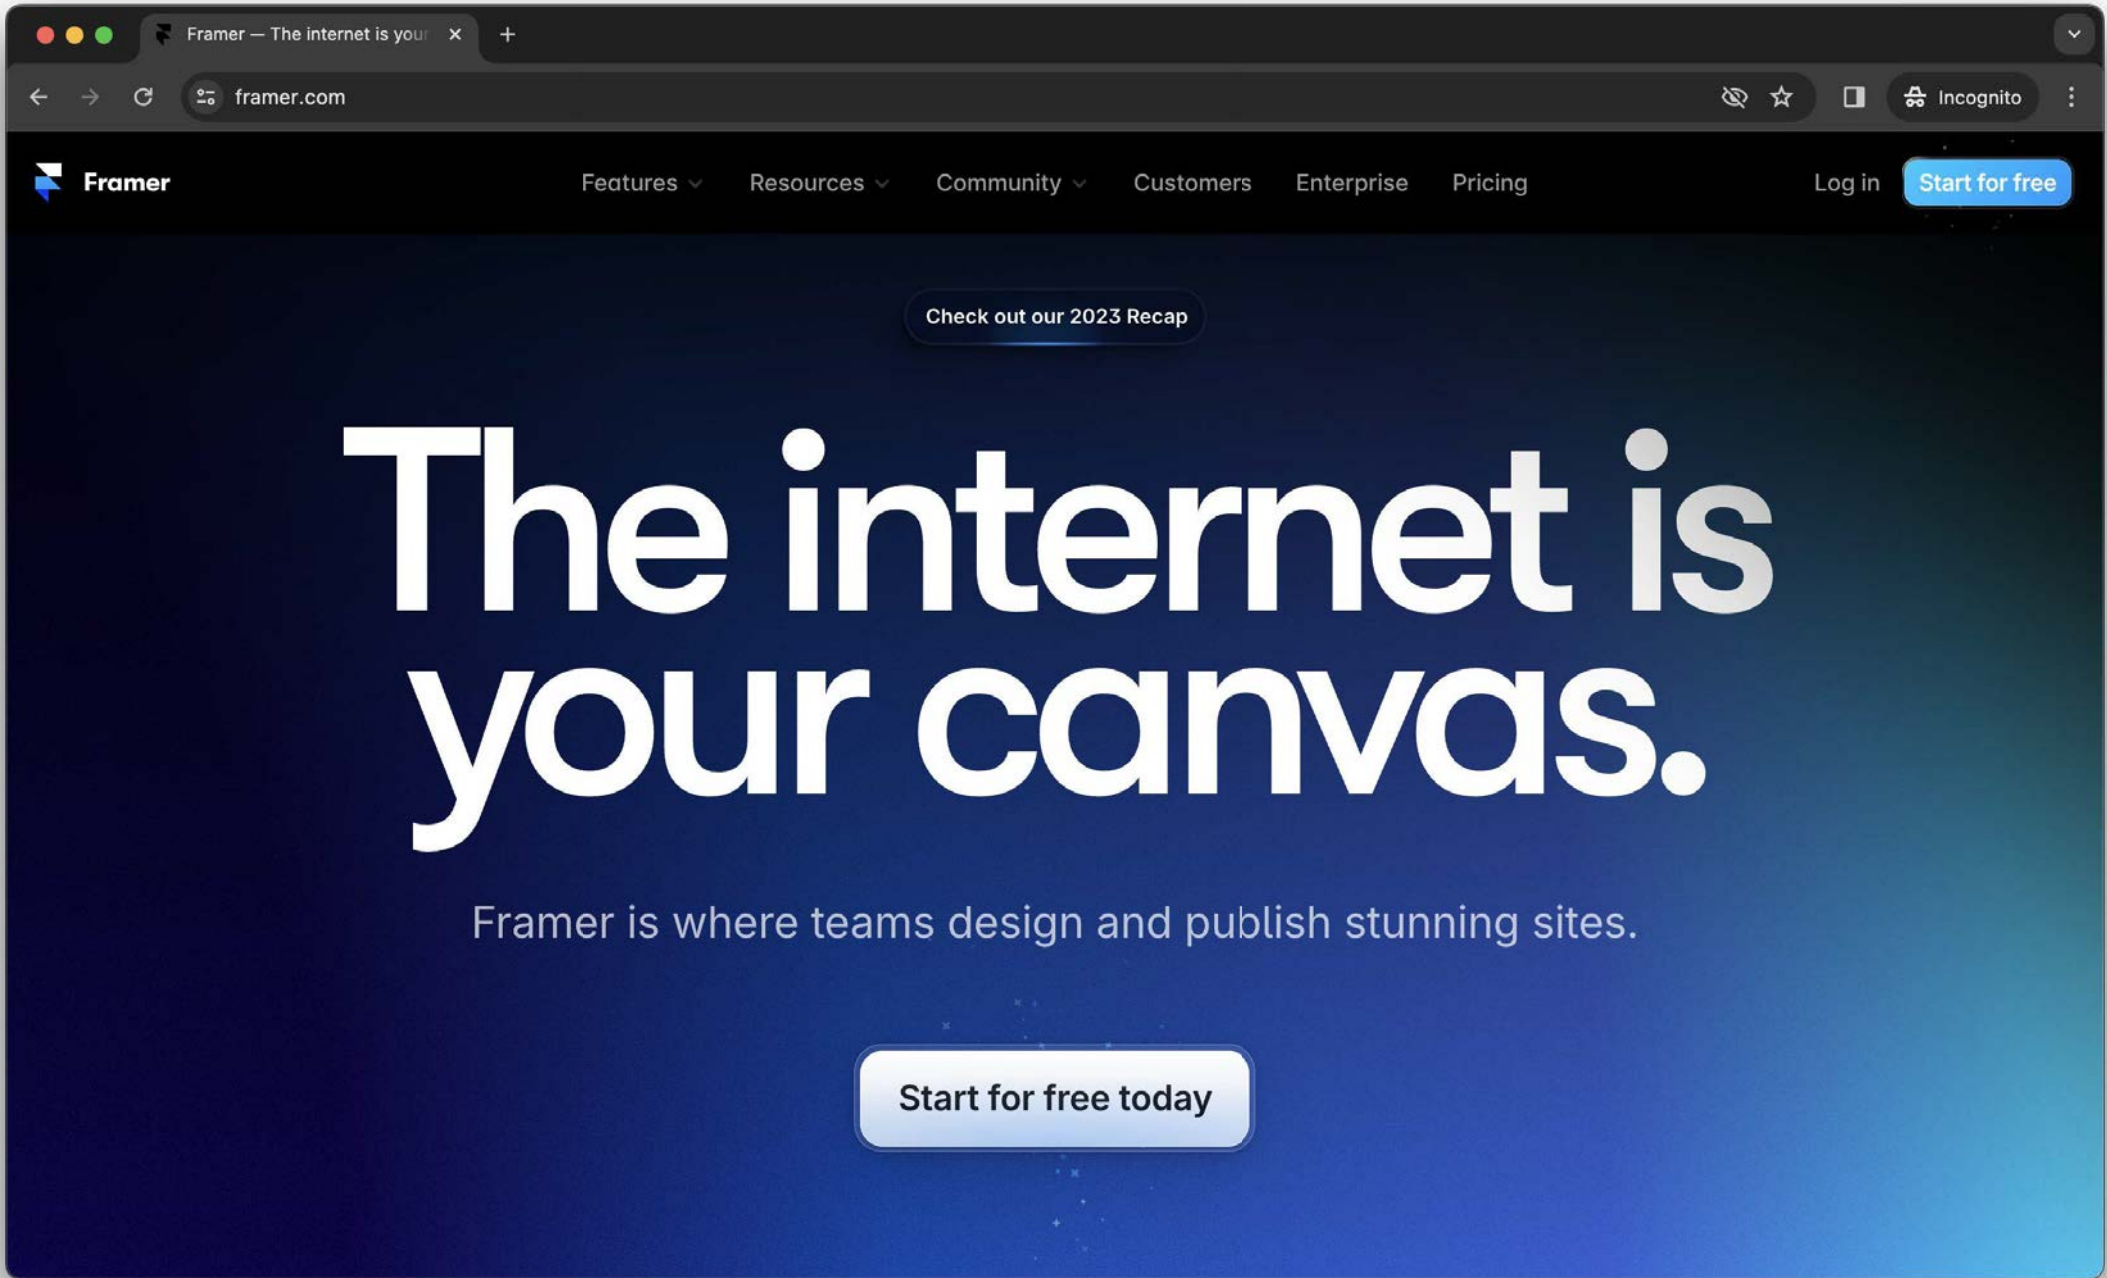 Framer — The internet is your
framer.com
Incognito
Framer
Features
Resources
Community
Customers
Enterprise
Pricing
Log in
Start for free
Check out our 2023 Recap
The internet is
your canvas.
Framer is where teams design and publish stunning sites.
Start for free today